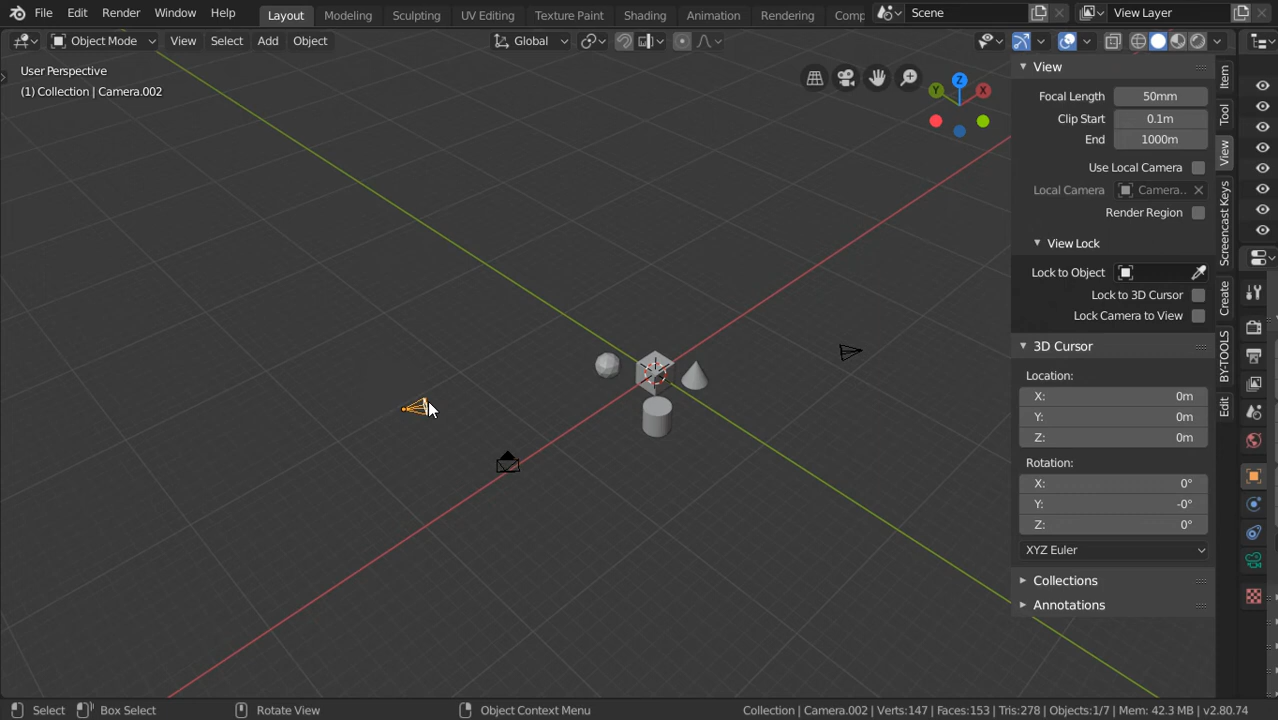 File Edit Render Window Help Layout Modeling Sculpting UV Editing Texture Paint Shading Animation Rendering Comp Scene View Layer
Object Mode View Select Add Object Global
User Perspective
(1) Collection | Camera.002
Z
Y
X
View
Focal Length 50mm
Clip Start 0.1m
End 1000m
Use Local Camera
Local Camera Camera..
Render Region
View Lock
Lock to Object
Lock to 3D Cursor
Lock Camera to View
3D Cursor
Location:
X: 0m
Y: 0m
Z: 0m
Rotation:
X: 0°
Y: -0°
Z: 0°
XYZ Euler
Collections
Annotations
Item
Tool
View
Screencast Keys
Create
BY-TOOLS
Edit
Select Box Select Rotate View Object Context Menu Collection | Camera.002 | Verts:147 | Faces:153 | Tris:278 | Objects:1/7 | Mem: 42.3 MB | v2.80.74